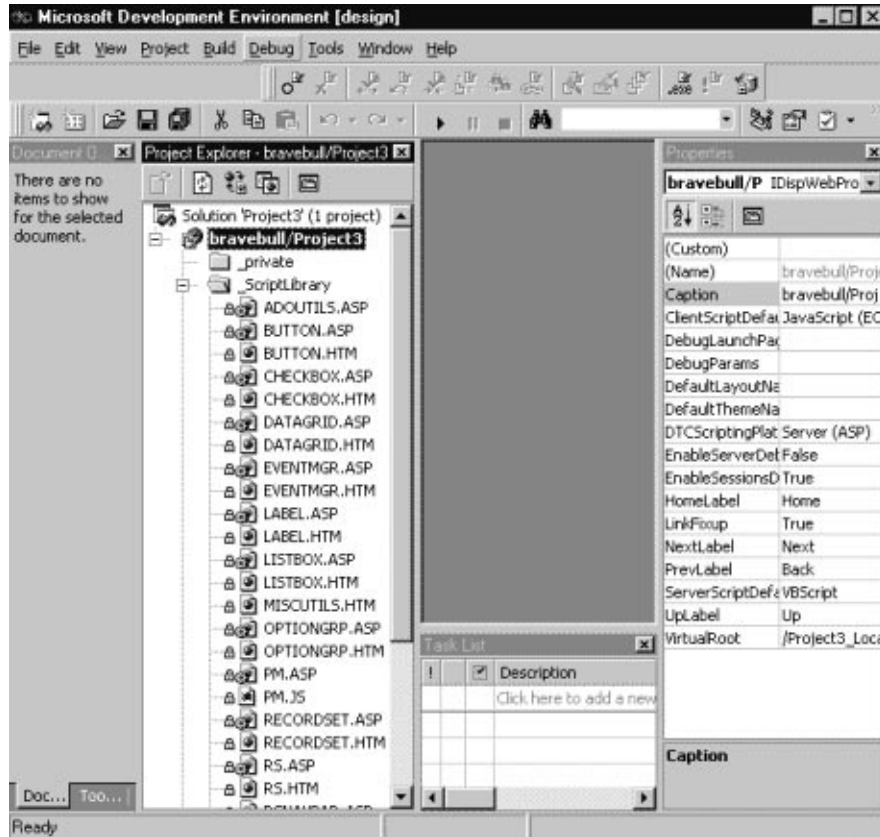 Microsoft Development Environment [design]
File Edit View Project Build Debug Tools Window Help
Document O
There are no
items to show
for the selected
document.
Doc... Too...
Project Explorer - bravebull/Project3
Solution 'Project3' (1 project)
bravebull/Project3
_private
_ScriptLibrary
ADOUTILS.ASP
BUTTON.ASP
BUTTON.HTM
CHECKBOX.ASP
CHECKBOX.HTM
DATAGRID.ASP
DATAGRID.HTM
EVENTMGR.ASP
EVENTMGR.HTM
LABEL.ASP
LABEL.HTM
LISTBOX.ASP
LISTBOX.HTM
MISCUTILS.HTM
OPTIONGRP.ASP
OPTIONGRP.HTM
PM.ASP
PM.JS
RECORDSET.ASP
RECORDSET.HTM
RS.ASP
RS.HTM
Task List
! Description
Click here to add a new
Properties
bravebull/P IDispWebPro
(Custom)
(Name) bravebull/Proj
Caption bravebull/Proj
ClientScriptDefau JavaScript (EC
DebugLaunchPag
DebugParams
DefaultLayoutNa
DefaultThemeNa
DTCScriptingPlat Server (ASP)
EnableServerDeb False
EnableSessionsD True
HomeLabel Home
LinkFixup True
NextLabel Next
PrevLabel Back
ServerScriptDefa VBScript
UpLabel Up
VirtualRoot /Project3_Loca
Caption
Ready